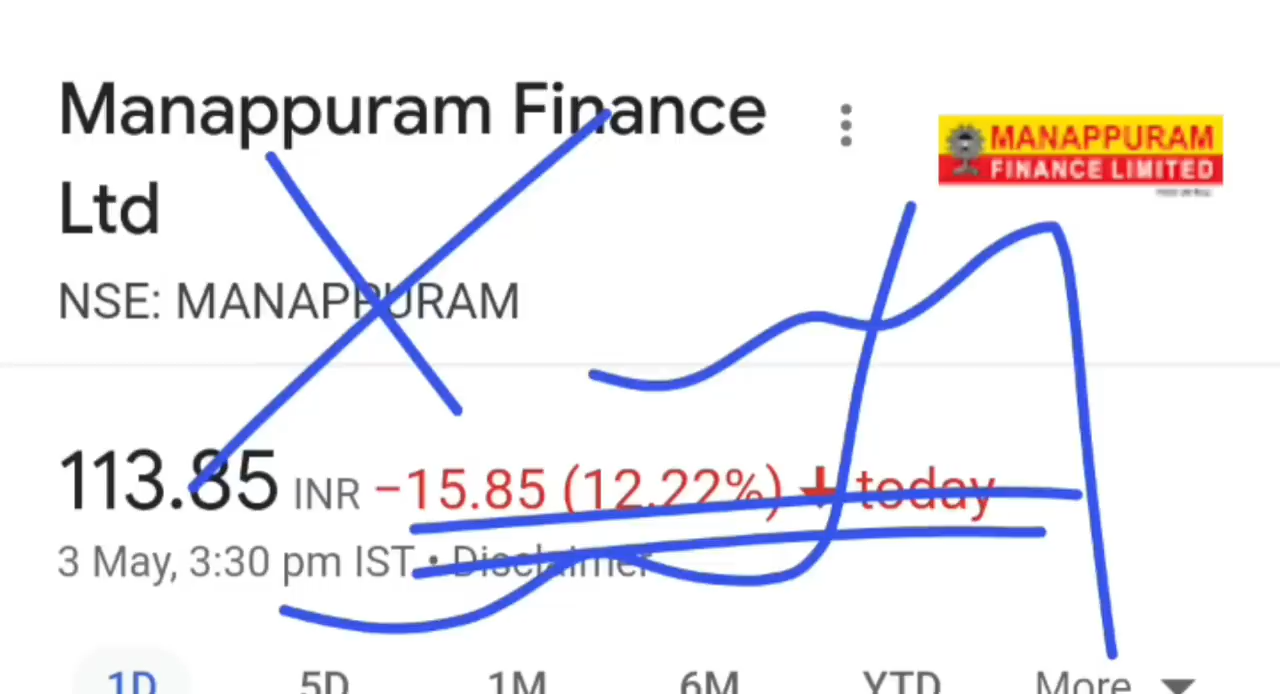 Manappuram Finance
Ltd
MANAPPURAM
FINANCE LIMITED
NSE: MANAPPURAM
113.85 INR −15.85 (12.22%) ↓ today
3 May, 3:30 pm IST • Disclaimer
1D 5D 1M 6M YTD More